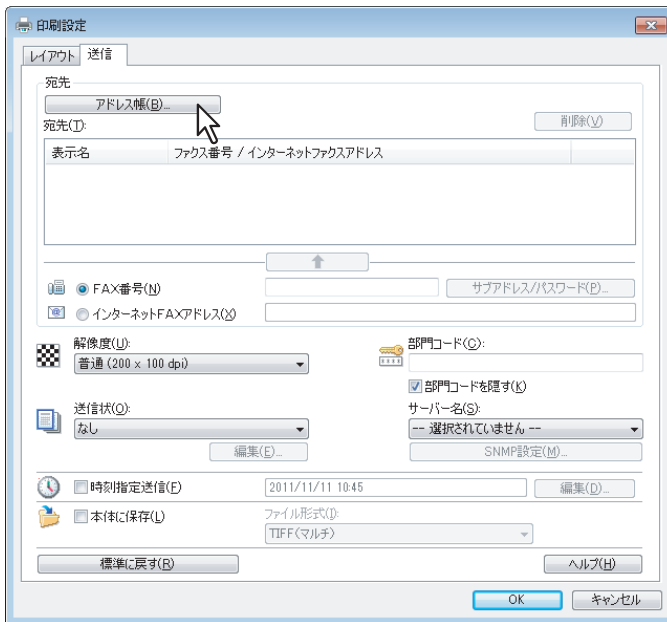 印刷設定
レイアウト 送信
宛先
アドレス帳(B)...
宛先(T): 削除(V)
表示名 ファクス番号 / インターネットファクスアドレス
FAX番号(N) サブアドレス/パスワード(P)...
インターネットFAXアドレス(X)
解像度(U): 部門コード(C):
普通 (200 x 100 dpi)
部門コードを隠す(K)
送信状(O): サーバー名(S):
なし -- 選択されていません --
編集(E)... SNMP設定(M)...
時刻指定送信(F) 2011/11/11 10:45 編集(D)...
本体に保存(L) ファイル形式(I):
TIFF(マルチ)
標準に戻す(R) ヘルプ(H)
OK キャンセル